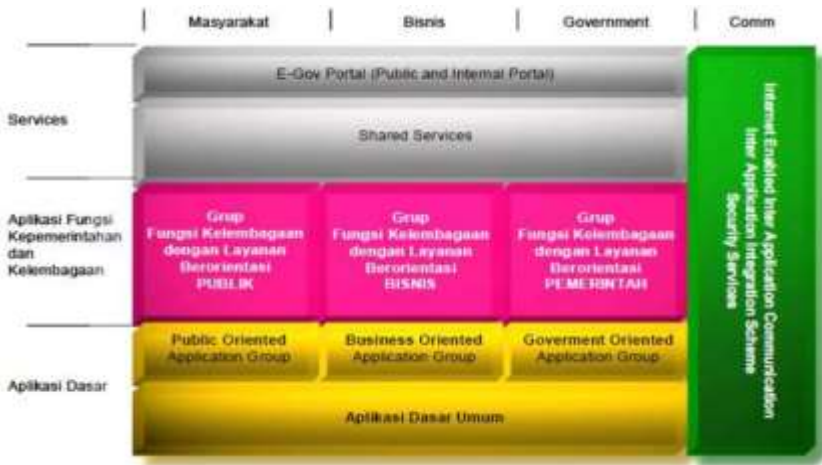 Masyarakat
Bisnis
Government
Comm
E-Gov Portal (Public and Internal Portal)
Services
Shared Services
Aplikasi Fungsi
Kepemerintahan
dan
Kelembagaan
Grup
Fungsi Kelembagaan
dengan Layanan
Berorientasi
PUBLIK
Grup
Fungsi Kelembagaan
dengan Layanan
Berorientasi
BISNIS
Grup
Fungsi Kelembagaan
dengan Layanan
Berorientasi
PEMERINTAH
Public Oriented
Application Group
Business Oriented
Application Group
Goverment Oriented
Application Group
Aplikasi Dasar
Aplikasi Dasar Umum
Internet Enabled Inter Application Communication
Inter Application Integration Scheme
Security Services